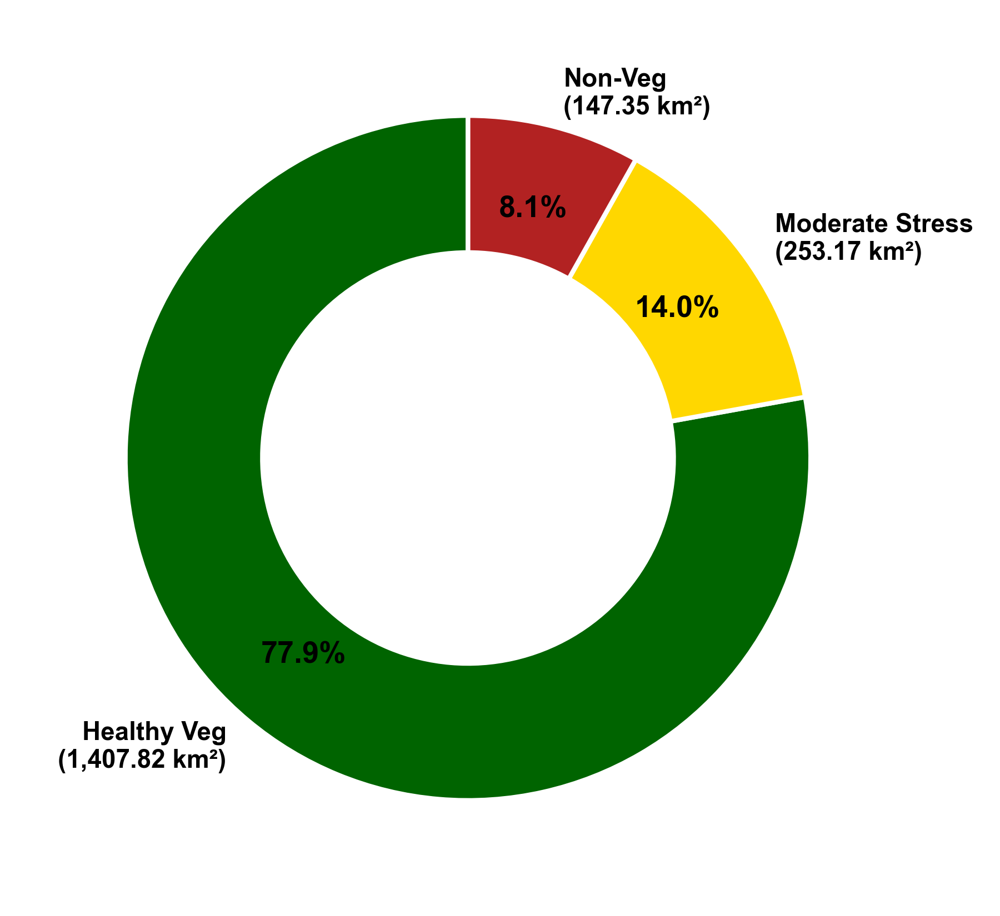 Non-Veg
(147.35 km²)
8.1%
Moderate Stress
(253.17 km²)
14.0%
77.9%
Healthy Veg
(1,407.82 km²)